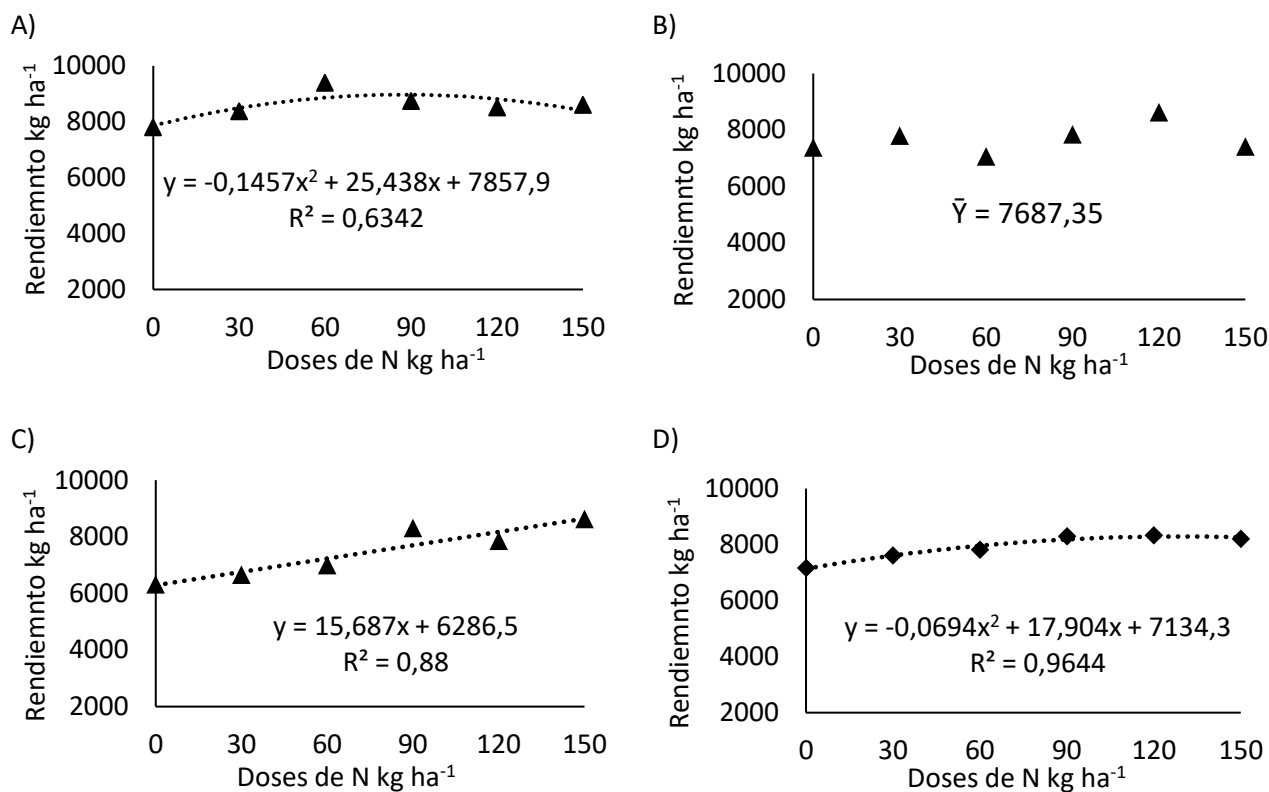 A)
Rendiemnto kg ha⁻¹
10000
8000
6000
4000
2000
y = -0,1457x² + 25,438x + 7857,9
R² = 0,6342
0 30 60 90 120 150
Doses de N kg ha⁻¹
B)
Rendiemnto kg ha⁻¹
10000
8000
6000
4000
2000
Ȳ = 7687,35
0 30 60 90 120 150
Doses de N kg ha⁻¹
C)
Rendiemnto kg ha⁻¹
10000
8000
6000
4000
2000
y = 15,687x + 6286,5
R² = 0,88
0 30 60 90 120 150
Doses de N kg ha⁻¹
D)
Rendiemnto kg ha⁻¹
10000
8000
6000
4000
2000
y = -0,0694x² + 17,904x + 7134,3
R² = 0,9644
0 30 60 90 120 150
Doses de N kg ha⁻¹